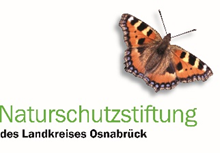 Naturschutzstiftung
des Landkreises Osnabrück